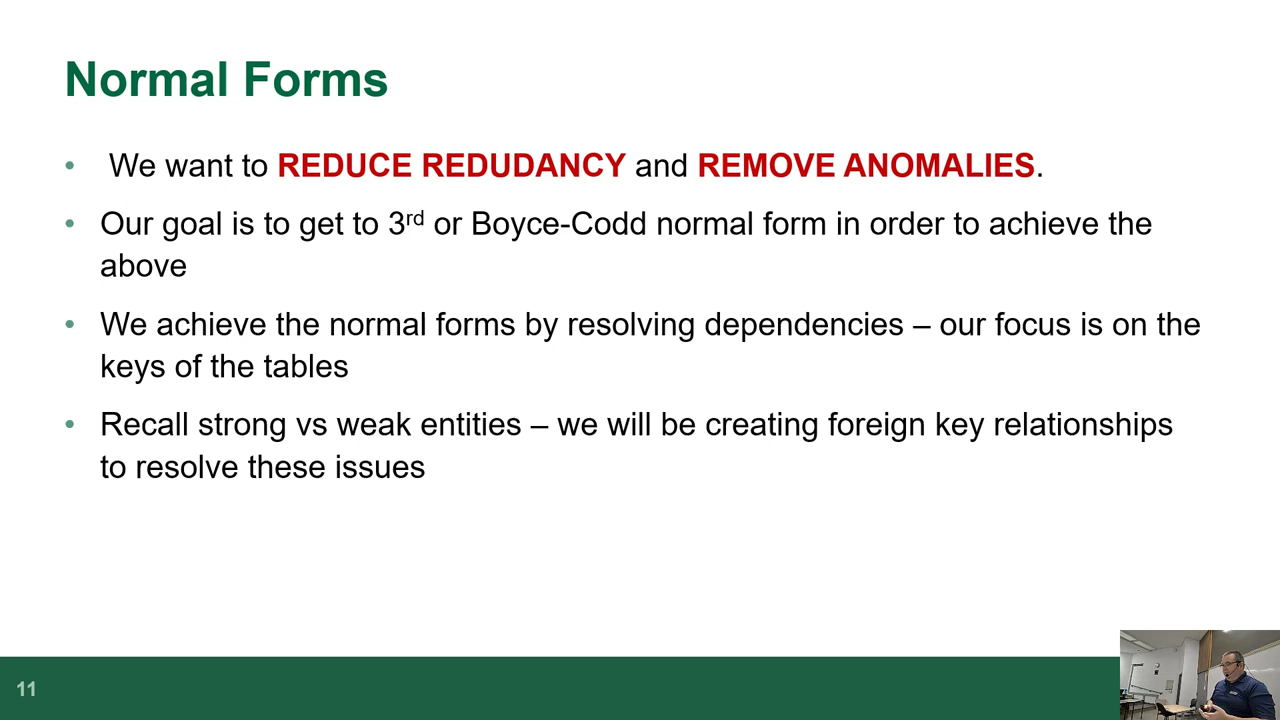 Normal Forms
• We want to REDUCE REDUDANCY and REMOVE ANOMALIES.
• Our goal is to get to 3rd or Boyce-Codd normal form in order to achieve the
above
• We achieve the normal forms by resolving dependencies – our focus is on the
keys of the tables
• Recall strong vs weak entities – we will be creating foreign key relationships
to resolve these issues
11